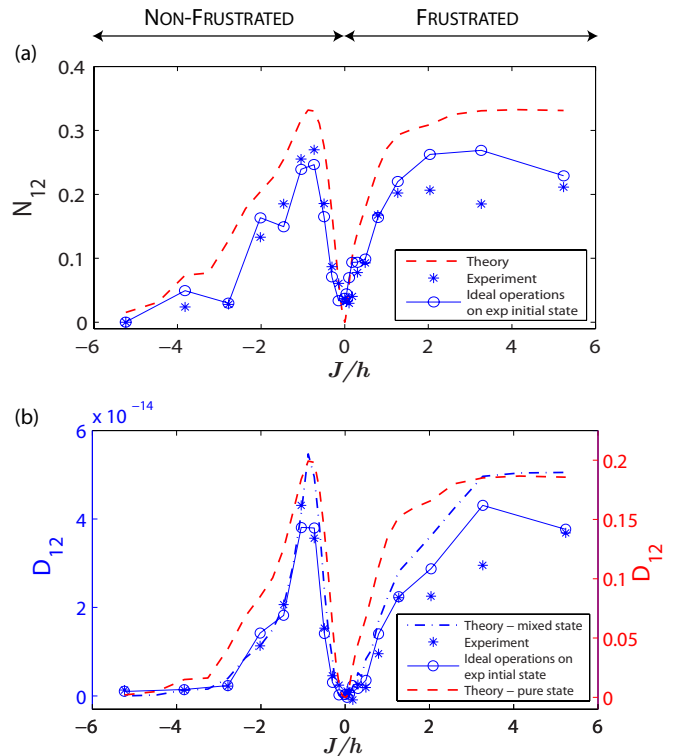 NON-FRUSTRATED FRUSTRATED
(a)
0.4
0.3
0.2
0.1
0
N12
Theory
Experiment
Ideal operations
on exp initial state
−6 −4 −2 0 2 4 6
J/h
(b)
x 10 −14
6
4
2
0
D12
0.2
0.15
0.1
0.05
0
D12
Theory – mixed state
Experiment
Ideal operations on
exp intial state
Theory – pure state
−6 −4 −2 0 2 4 6
J/h